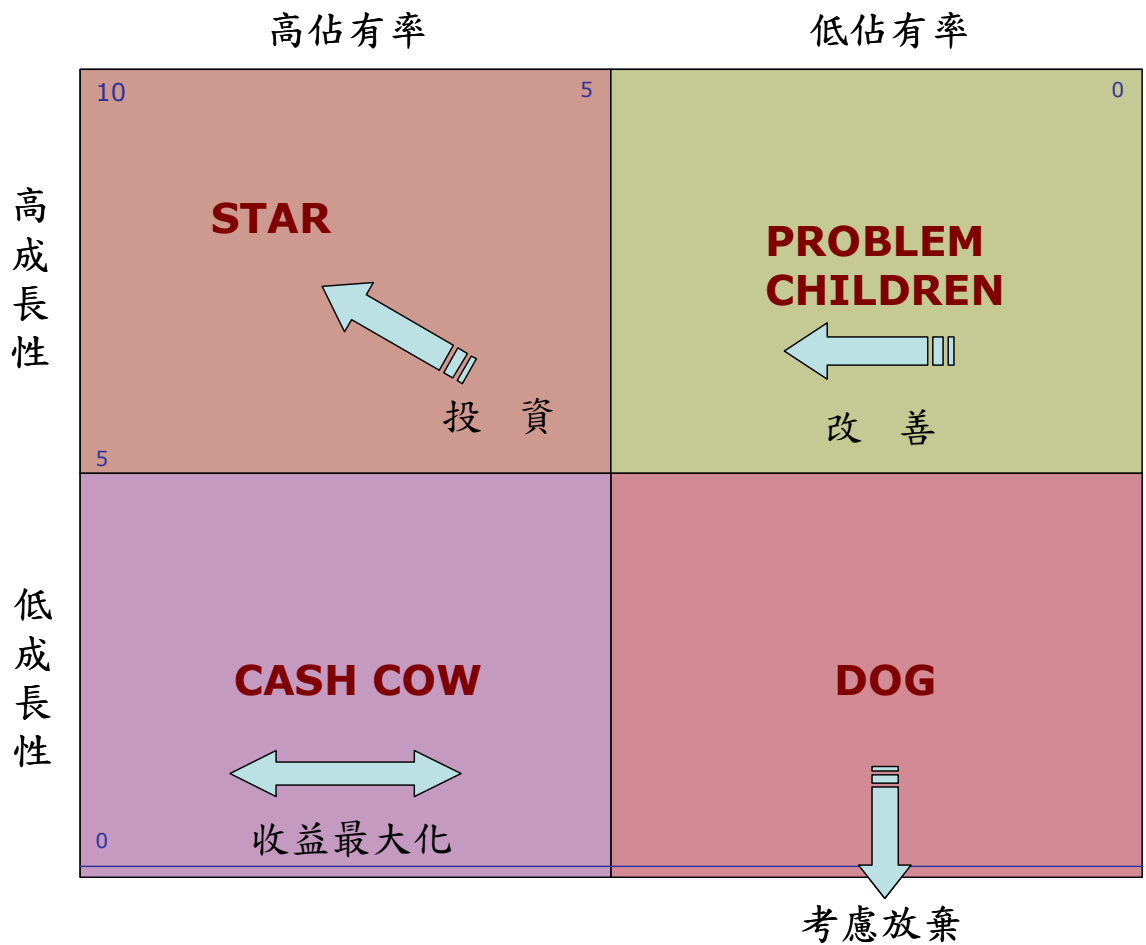 高佔有率
低佔有率
10
5
0
高成長性
STAR
PROBLEM
CHILDREN
投 資
改 善
5
低成長性
CASH COW
DOG
收益最大化
0
考慮放棄